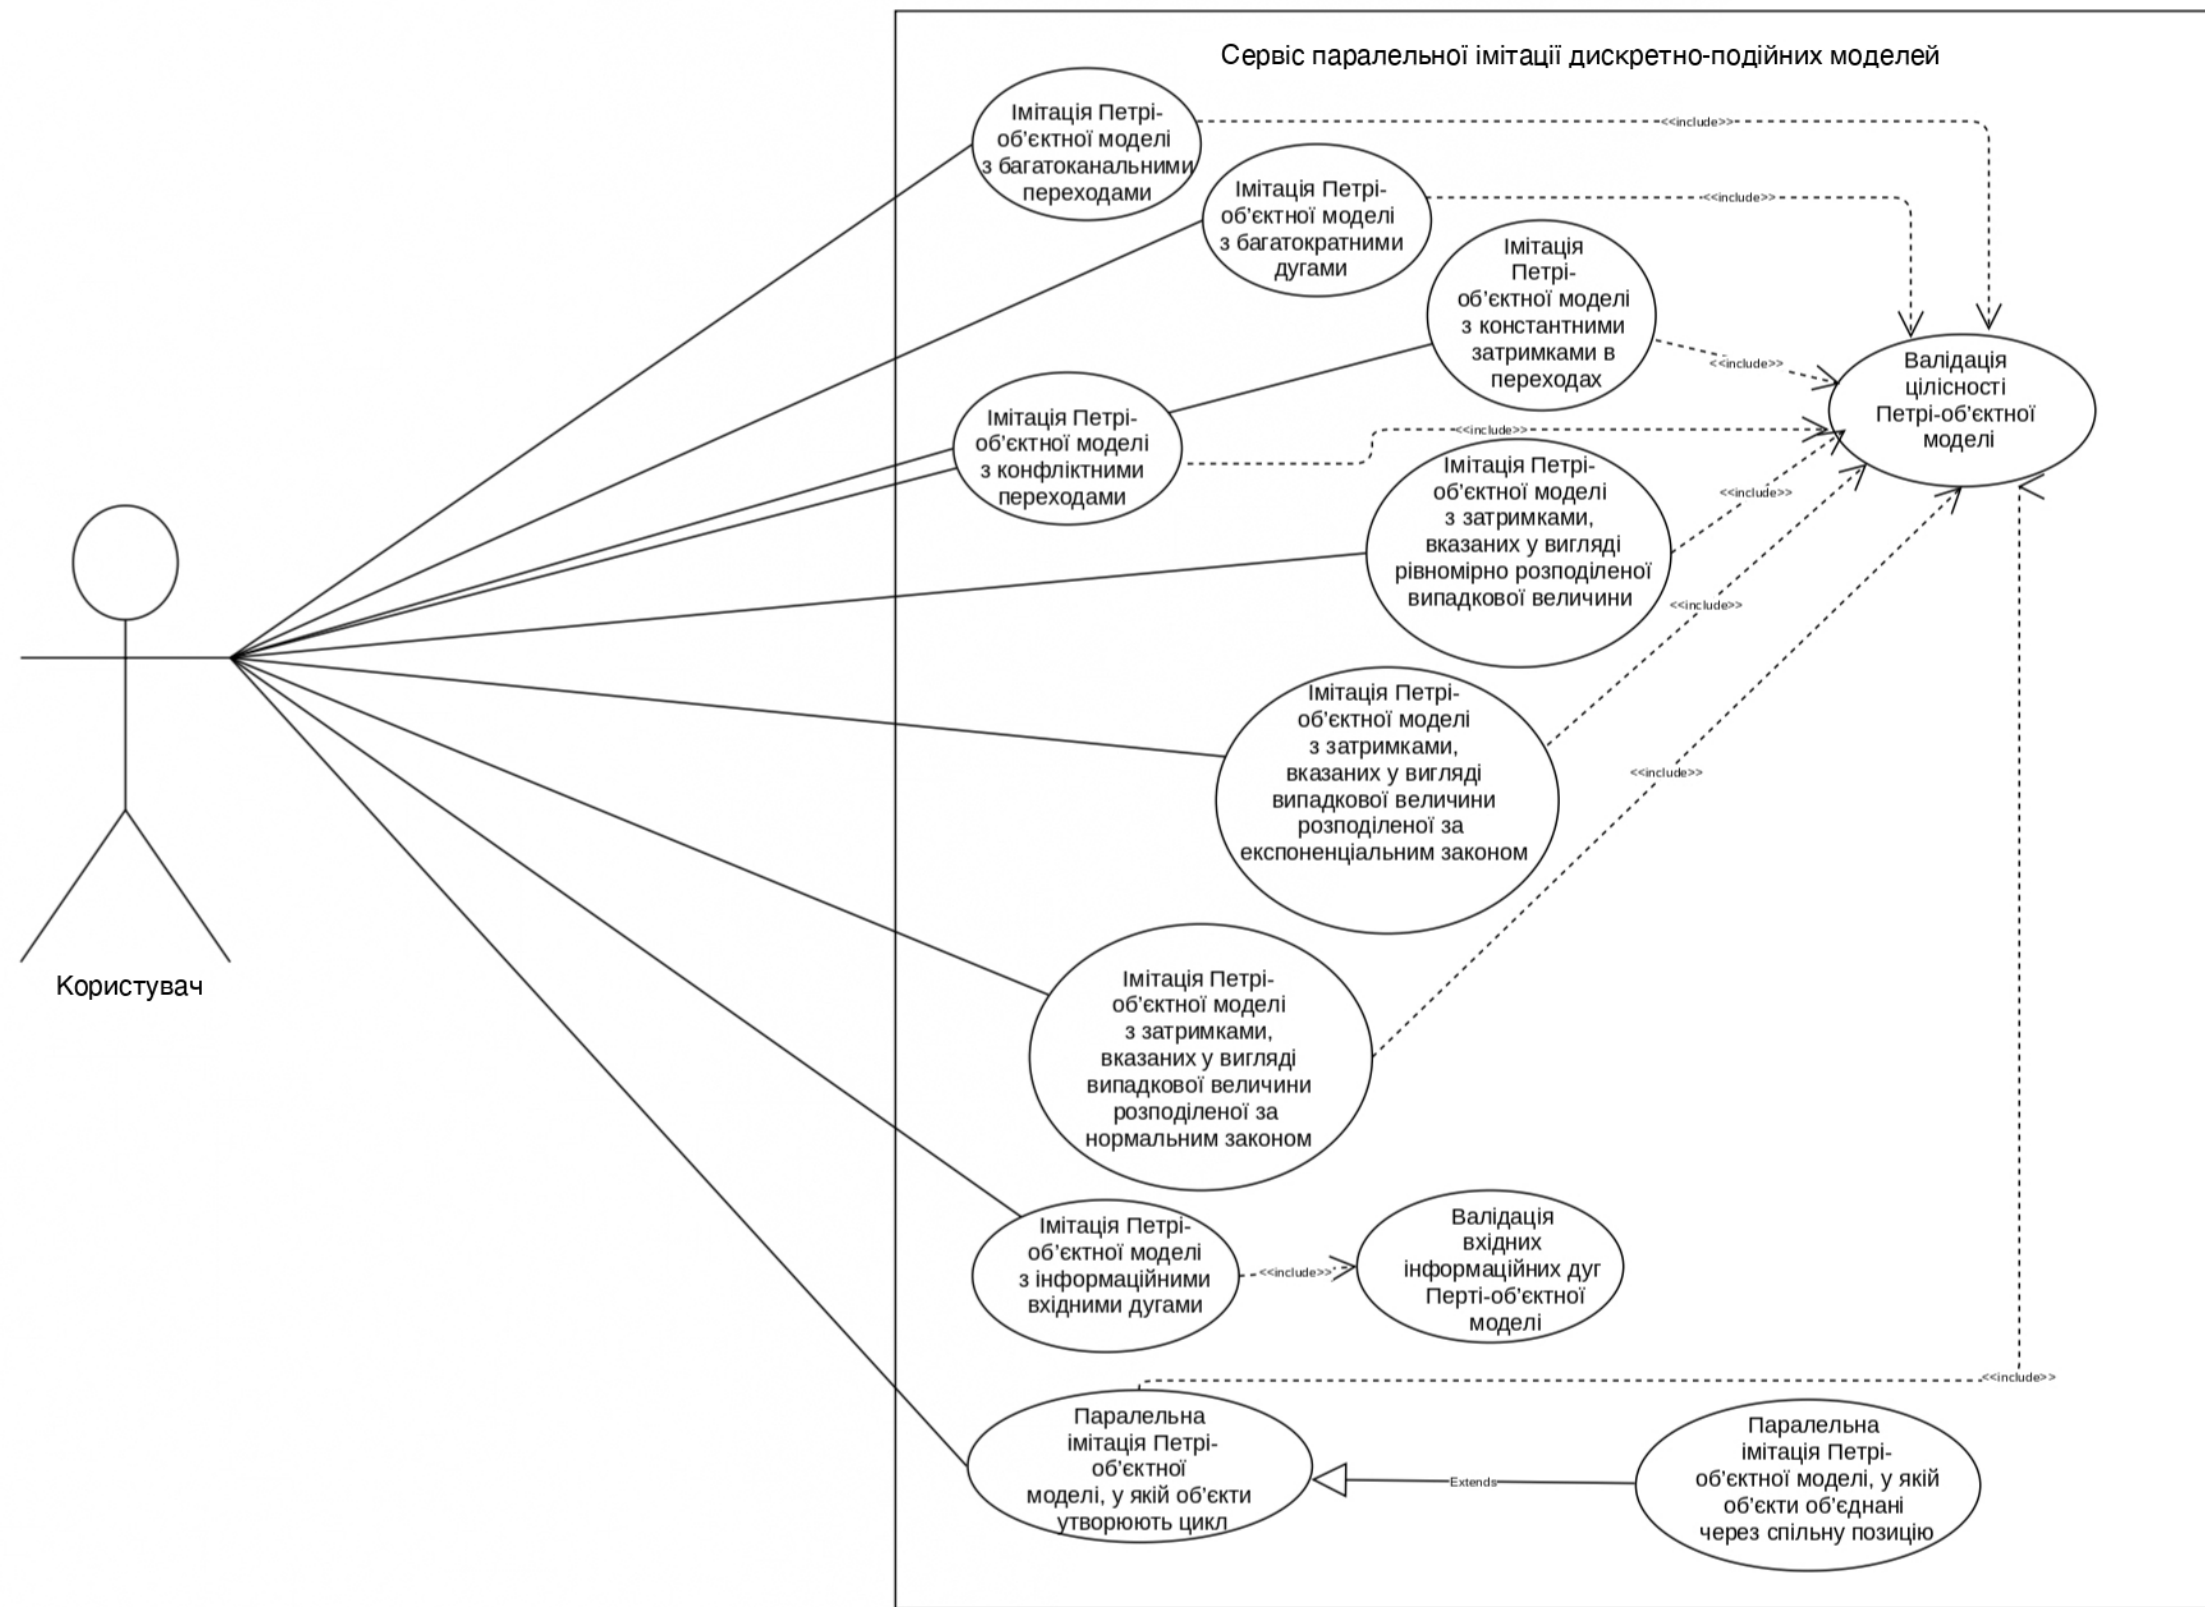 Сервіс паралельної імітації дискретно-подійних моделей
Імітація Петрі-
об'єктної моделі
з багатоканальними
переходами
<<include>>
Імітація Петрі-
об'єктної моделі
з багатократними
дугами
<<include>>
Імітація
Петрі-
об'єктної моделі
з константними
затримками в
переходах
<<include>>
Валідація
цілісності
Петрі-об'єктної
моделі
Імітація Петрі-
об'єктної моделі
з конфліктними
переходами
<<include>>
Імітація Петрі-
об'єктної моделі
з затримками,
вказаних у вигляді
рівномірно розподіленої
випадкової величини
<<include>>
<<include>>
Імітація Петрі-
об'єктної моделі
з затримками,
вказаних у вигляді
випадкової величини
розподіленої за
експоненціальним законом
<<include>>
Користувач
Імітація Петрі-
об'єктної моделі
з затримками,
вказаних у вигляді
випадкової величини
розподіленої за
нормальним законом
Імітація Петрі-
об'єктної моделі
з інформаційними
вхідними дугами
<<include>>
Валідація
вхідних
інформаційних дуг
Перті-об'єктної
моделі
<<include>>
Паралельна
імітація Петрі-
об'єктної
моделі, у якій об'єкти
утворюють цикл
Extends
Паралельна
імітація Петрі-
об'єктної моделі, у якій
об'єкти об'єднані
через спільну позицію